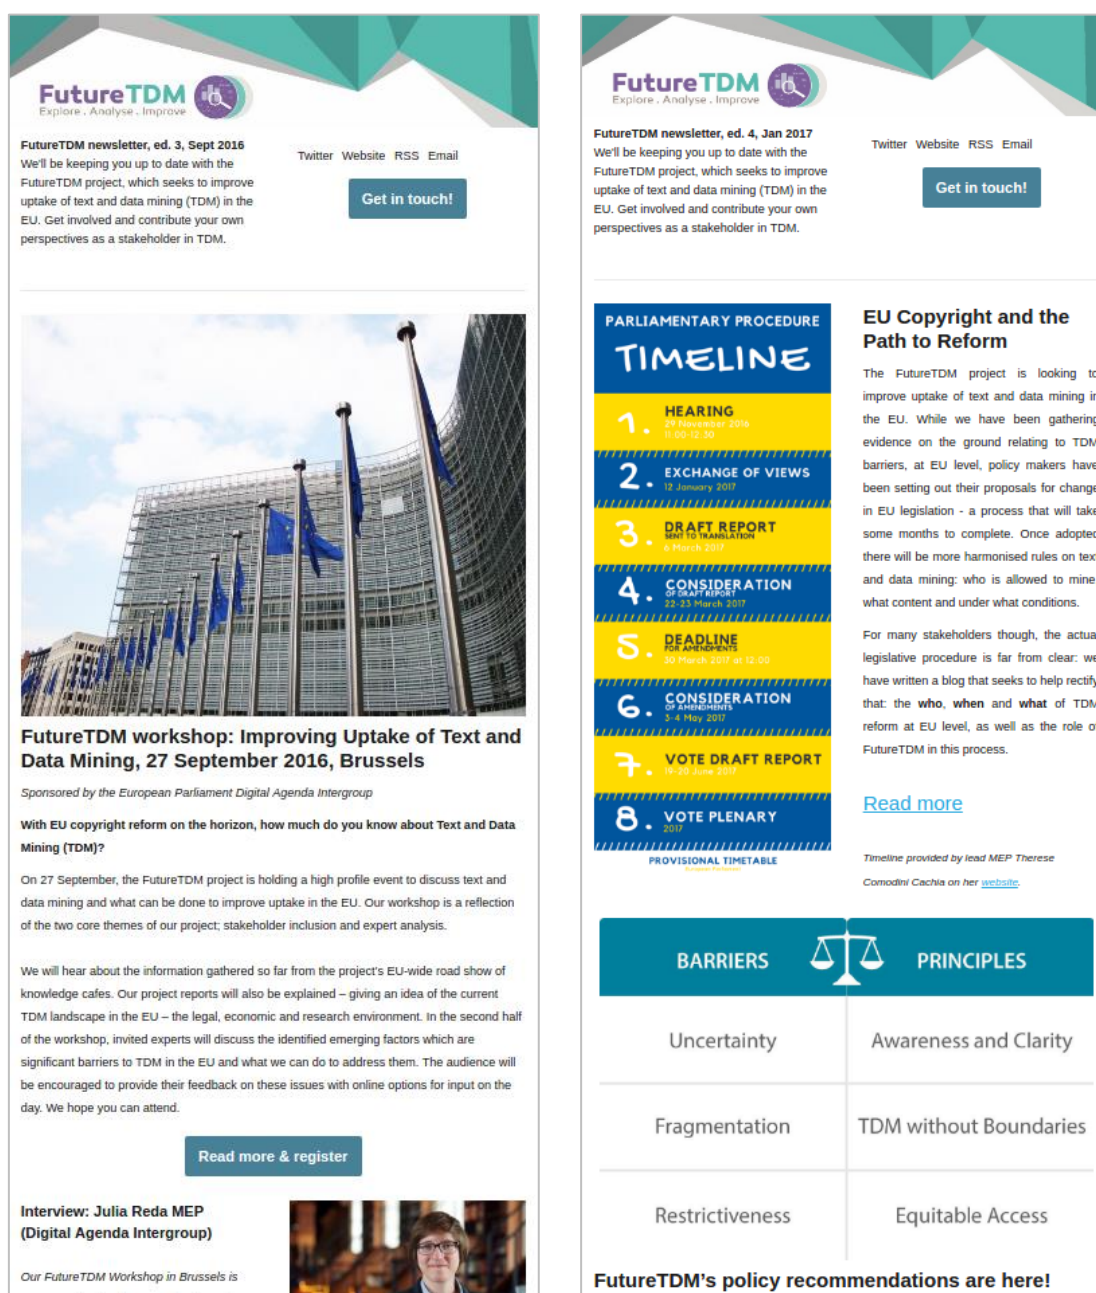 FutureTDM
Explore . Analyse . Improve
FutureTDM newsletter, ed. 3, Sept 2016
We'll be keeping you up to date with the
FutureTDM project, which seeks to improve
uptake of text and data mining (TDM) in the
EU. Get involved and contribute your own
perspectives as a stakeholder in TDM.
Twitter Website RSS Email
Get in touch!
FutureTDM workshop: Improving Uptake of Text and
Data Mining, 27 September 2016, Brussels
Sponsored by the European Parliament Digital Agenda Intergroup
With EU copyright reform on the horizon, how much do you know about Text and Data
Mining (TDM)?
On 27 September, the FutureTDM project is holding a high profile event to discuss text and
data mining and what can be done to improve uptake in the EU. Our workshop is a reflection
of the two core themes of our project; stakeholder inclusion and expert analysis.
We will hear about the information gathered so far from the project's EU-wide road show of
knowledge cafes. Our project reports will also be explained – giving an idea of the current
TDM landscape in the EU – the legal, economic and research environment. In the second half
of the workshop, invited experts will discuss the identified emerging factors which are
significant barriers to TDM in the EU and what we can do to address them. The audience will
be encouraged to provide their feedback on these issues with online options for input on the
day. We hope you can attend.
Read more & register
Interview: Julia Reda MEP
(Digital Agenda Intergroup)
Our FutureTDM Workshop in Brussels is
FutureTDM
Explore . Analyse . Improve
FutureTDM newsletter, ed. 4, Jan 2017
We'll be keeping you up to date with the
FutureTDM project, which seeks to improve
uptake of text and data mining (TDM) in the
EU. Get involved and contribute your own
perspectives as a stakeholder in TDM.
Twitter Website RSS Email
Get in touch!
PARLIAMENTARY PROCEDURE
TIMELINE
1. HEARING
29 November 2016
11:00-12:30
2. EXCHANGE OF VIEWS
12 January 2017
3. DRAFT REPORT
SENT TO TRANSLATION
6 March 2017
4. CONSIDERATION
OF DRAFT REPORT
22-23 March 2017
5. DEADLINE
FOR AMENDMENTS
30 March 2017 at 12:00
6. CONSIDERATION
OF AMENDMENTS
3-4 May 2017
7. VOTE DRAFT REPORT
19-20 June 2017
8. VOTE PLENARY
2017
PROVISIONAL TIMETABLE
EU Copyright and the
Path to Reform
The FutureTDM project is looking to
improve uptake of text and data mining in
the EU. While we have been gathering
evidence on the ground relating to TDM
barriers, at EU level, policy makers have
been setting out their proposals for change
in EU legislation - a process that will take
some months to complete. Once adopted
there will be more harmonised rules on text
and data mining: who is allowed to mine
what content and under what conditions.
For many stakeholders though, the actual
legislative procedure is far from clear: we
have written a blog that seeks to help rectify
that: the who, when and what of TDM
reform at EU level, as well as the role of
FutureTDM in this process.
Read more
Timeline provided by lead MEP Therese
Comodini Cachia on her website.
BARRIERS PRINCIPLES
Uncertainty Awareness and Clarity
Fragmentation TDM without Boundaries
Restrictiveness Equitable Access
FutureTDM's policy recommendations are here!